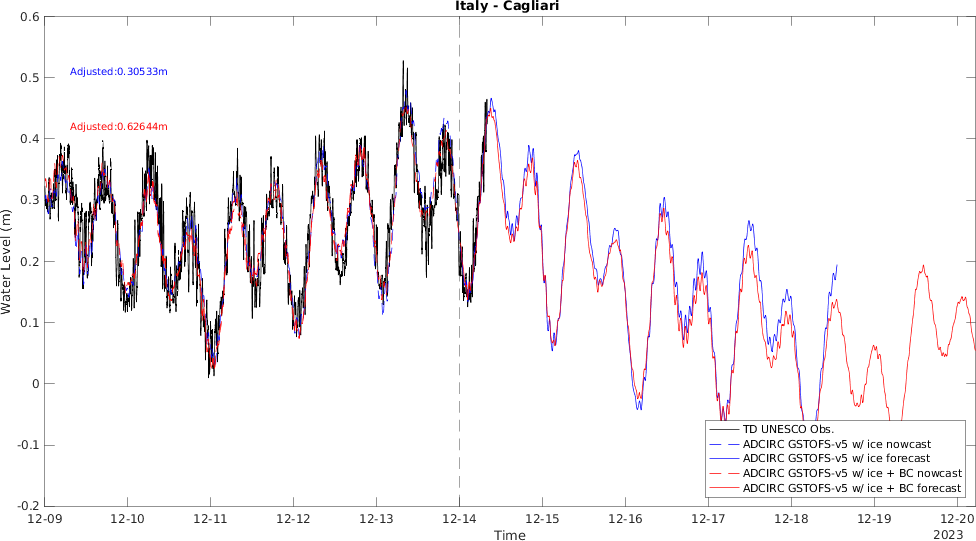 Italy - Cagliari
0.6
0.5
0.4
0.3
0.2
0.1
0
-0.1
-0.2
Water Level (m)
Adjusted:0.30533m
Adjusted:0.62644m
TD UNESCO Obs.
ADCIRC GSTOFS-v5 w/ ice nowcast
ADCIRC GSTOFS-v5 w/ ice forecast
ADCIRC GSTOFS-v5 w/ ice + BC nowcast
ADCIRC GSTOFS-v5 w/ ice + BC forecast
12-09 12-10 12-11 12-12 12-13 12-14 12-15 12-16 12-17 12-18 12-19 12-20
Time
2023